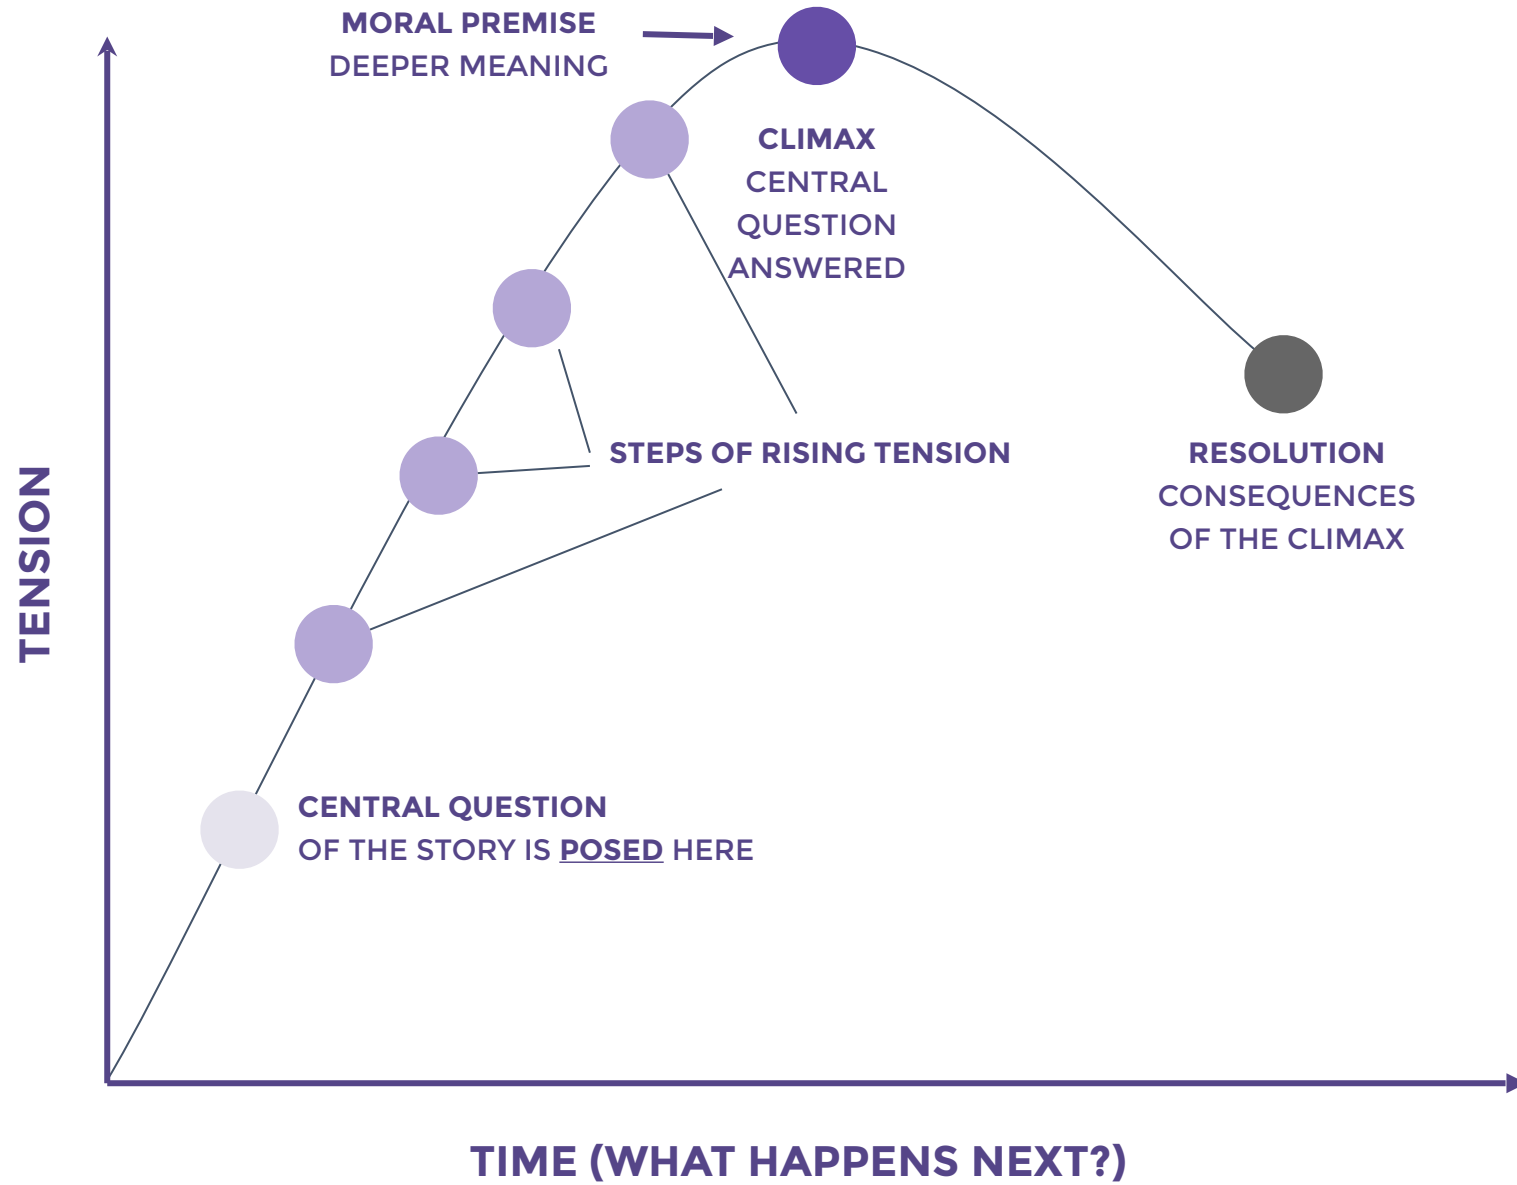 MORAL PREMISE
DEEPER MEANING
CLIMAX
CENTRAL
QUESTION
ANSWERED
STEPS OF RISING TENSION
RESOLUTION
CONSEQUENCES
OF THE CLIMAX
TENSION
CENTRAL QUESTION
OF THE STORY IS POSED HERE
TIME (WHAT HAPPENS NEXT?)